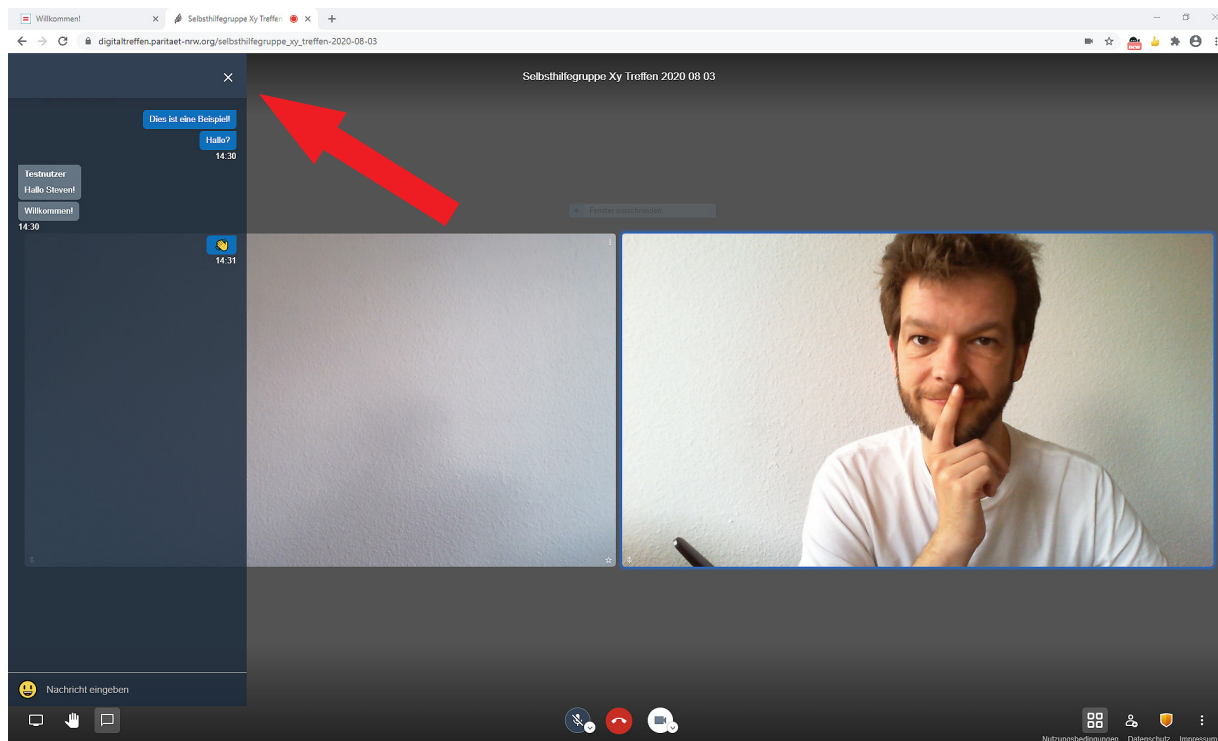 Willkommen!
Selbsthilfegruppe Xy Treffen
digitaltreffen.paritaet-nrw.org/selbsthilfegruppe_xy_treffen-2020-08-03
Selbsthilfegruppe Xy Treffen 2020 08 03
Dies ist eine Beispiel!
Hallo?
14:30
Testnutzer
Hallo Steven!
Willkommen!
14:30
14:31
Fenster
Nachricht eingeben
Nutzungsbedingungen Datenschutz Impressum